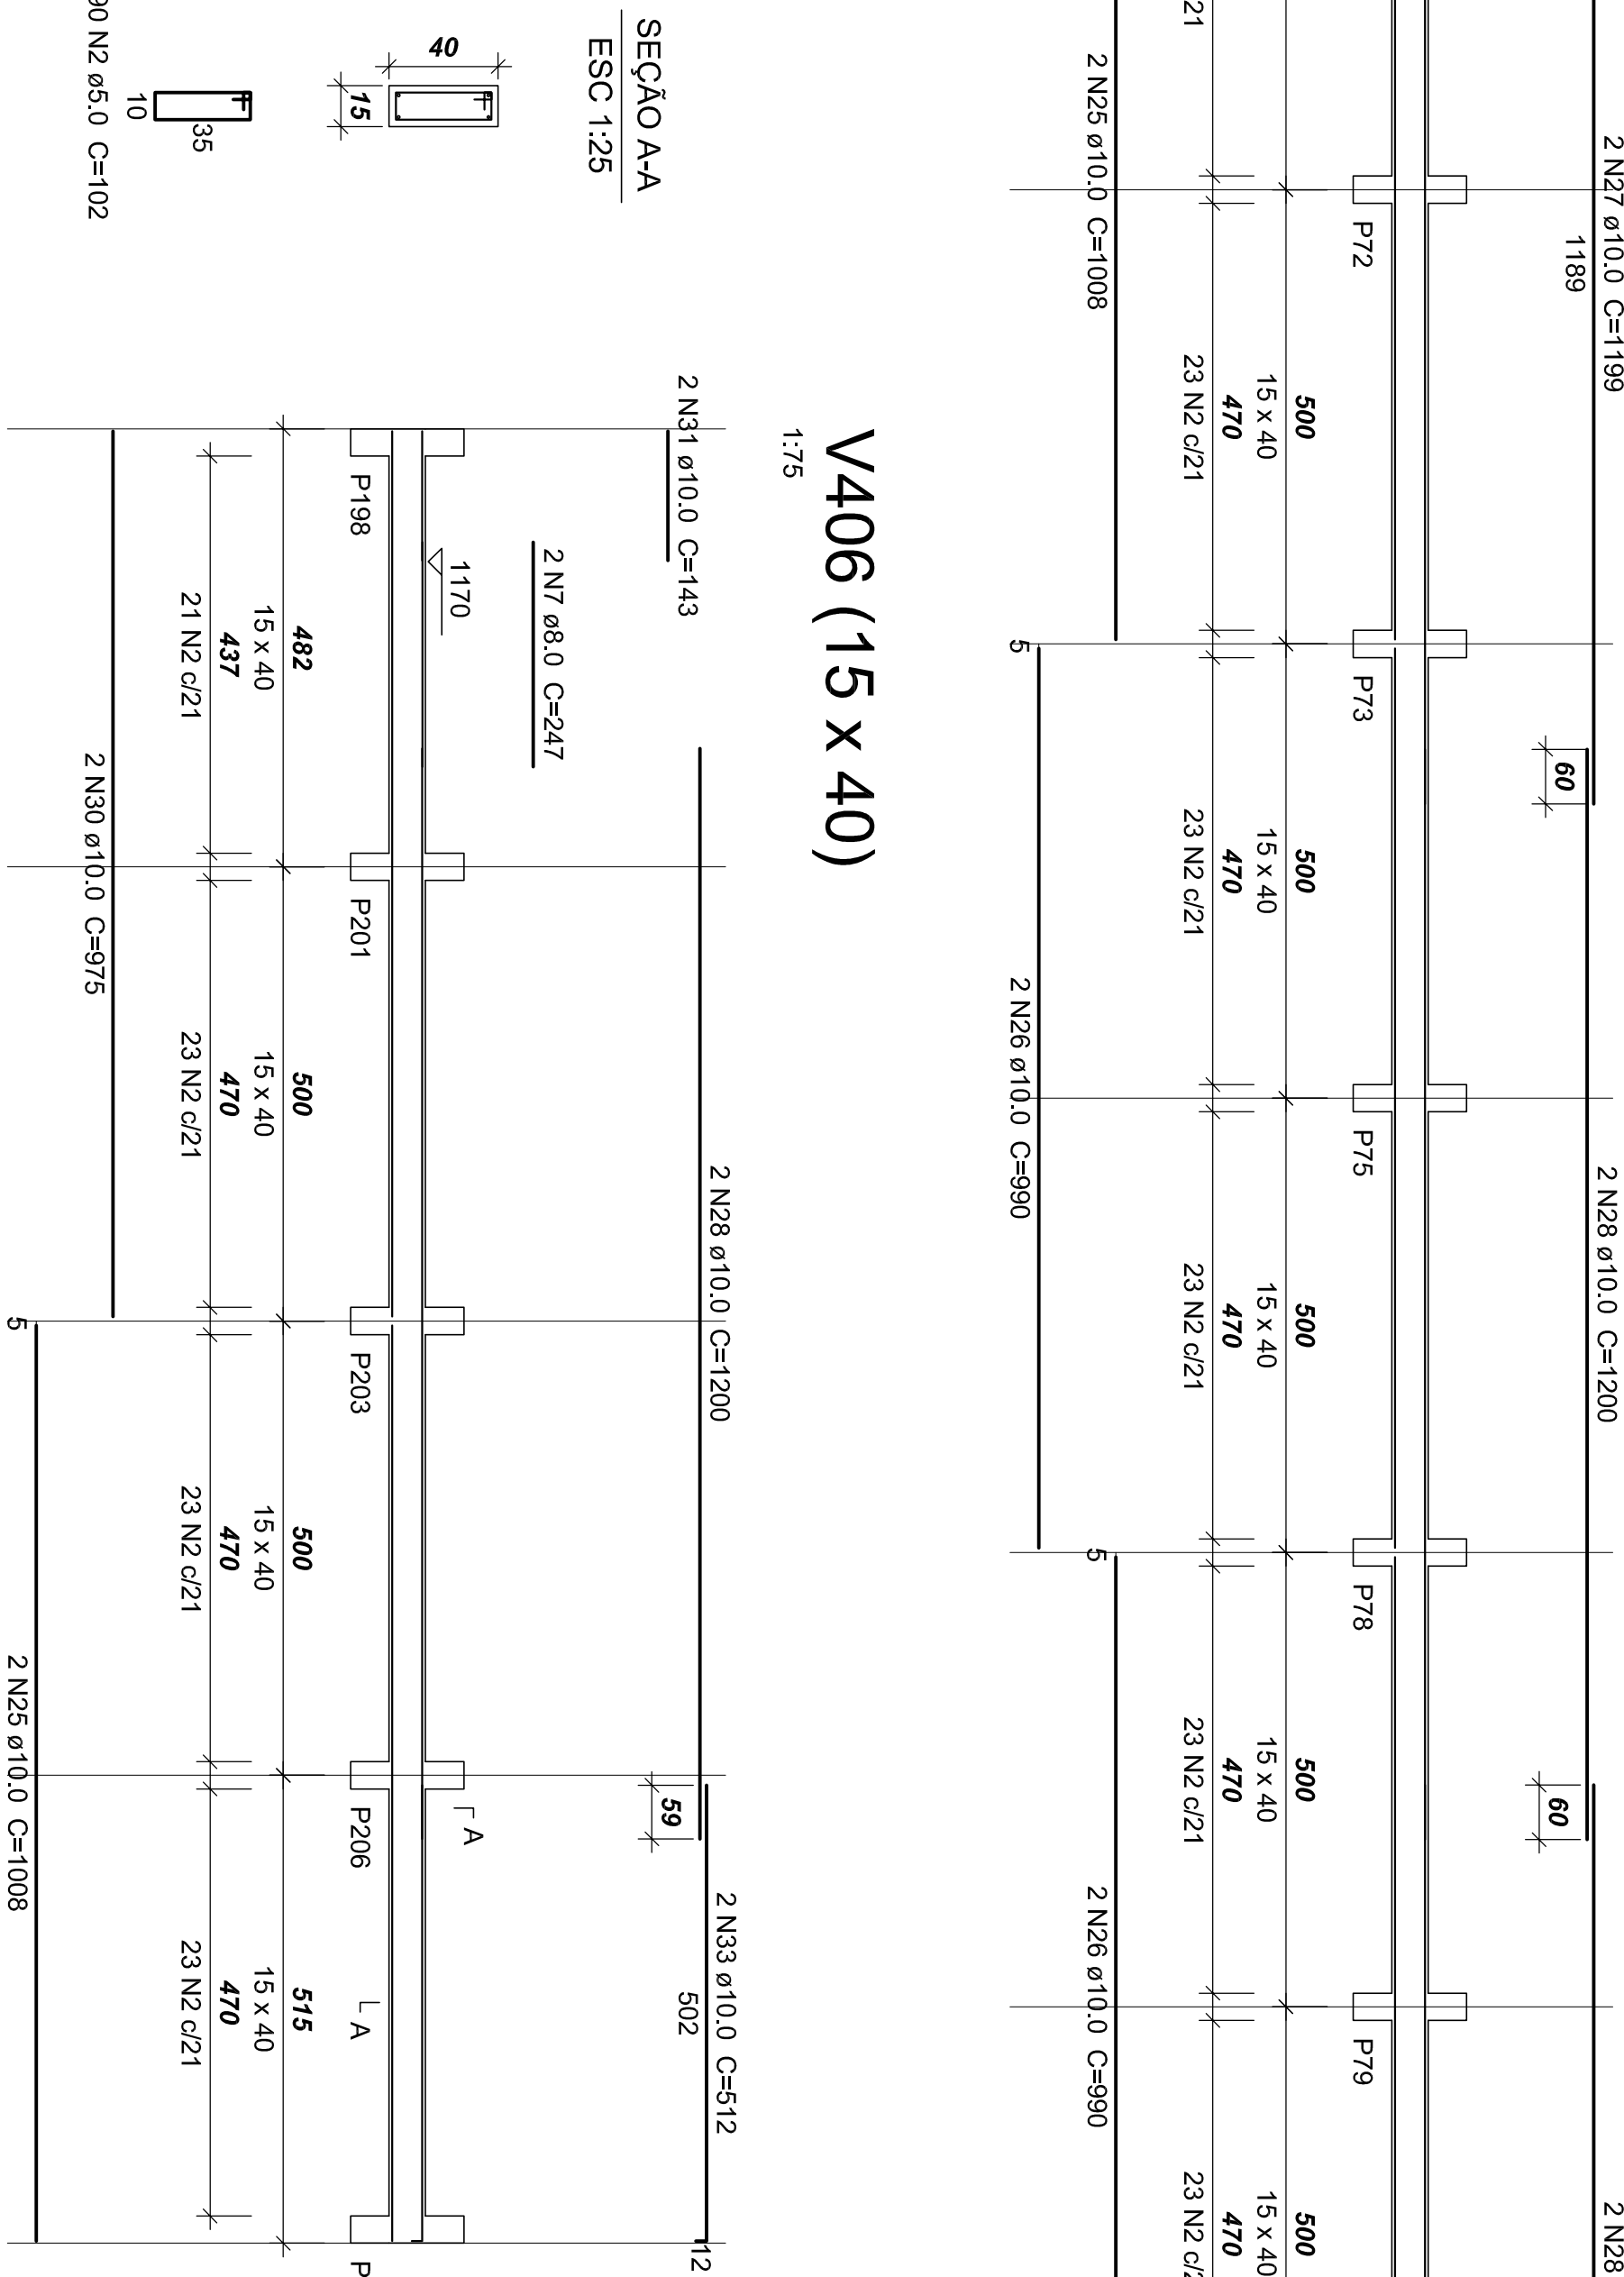 2 N27 ø10.0 C=1199
1189
2 N28 ø10.0 C=1200
2 N28
60
60
P72
P73
P75
P78
P79
500
500
500
500
500
15 x 40
15 x 40
15 x 40
15 x 40
15 x 40
470
470
470
470
470
21
23 N2 c/21
23 N2 c/21
23 N2 c/21
23 N2 c/21
23 N2 c/2
2 N25 ø10.0 C=1008
2 N26 ø10.0 C=990
2 N26 ø10.0 C=990
5
5
V406 (15 x 40)
1:75
2 N31 ø10.0 C=143
2 N28 ø10.0 C=1200
2 N33 ø10.0 C=512
502
12
59
2 N7 ø8.0 C=247
1170
A
A
P198
P201
P203
P206
P
482
500
500
515
15 x 40
15 x 40
15 x 40
15 x 40
437
470
470
470
21 N2 c/21
23 N2 c/21
23 N2 c/21
23 N2 c/21
2 N30 ø10.0 C=975
5
2 N25 ø10.0 C=1008
SEÇÃO A-A
ESC 1:25
40
15
35
10
90 N2 ø5.0 C=102